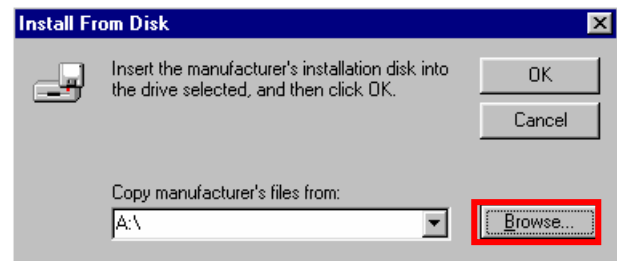 Install From Disk
Insert the manufacturer's installation disk into
the drive selected, and then click OK.
OK
Cancel
Copy manufacturer's files from:
A:\
Browse...